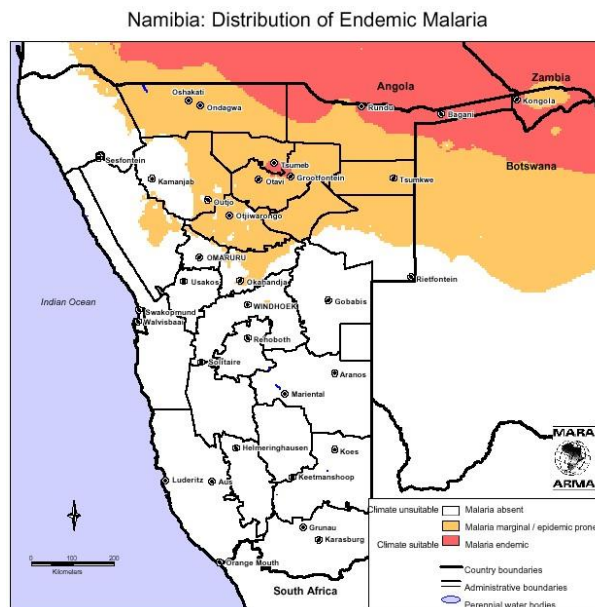 Namibia: Distribution of Endemic Malaria
Angola
Zambia
Oshakati
Ondagwa
Rundu
Kongola
Bagani
Sesfontein
Tsumeb
Botswana
Kamanjab
Otavi
Grootfontein
Tsumkwe
Outjo
Otjiwarongo
OMARURU
Usakos
Okahandja
Rietfontein
Indian Ocean
Gobabis
Swakopmund
WINDHOEK
Walvisbaai
Rehoboth
Solitaire
Aranos
Mariental
MARA
ARMA
Helmeringhausen
Koes
Keetmanshoop
Luderitz
Aus
Grunau
Karasburg
Orange Mouth
South Africa
0 100 200
Kilometers
Climate unsuitable
Malaria absent
Malaria marginal / epidemic prone
Climate suitable
Malaria endemic
Country boundaries
Administrative boundaries
Perennial water bodies